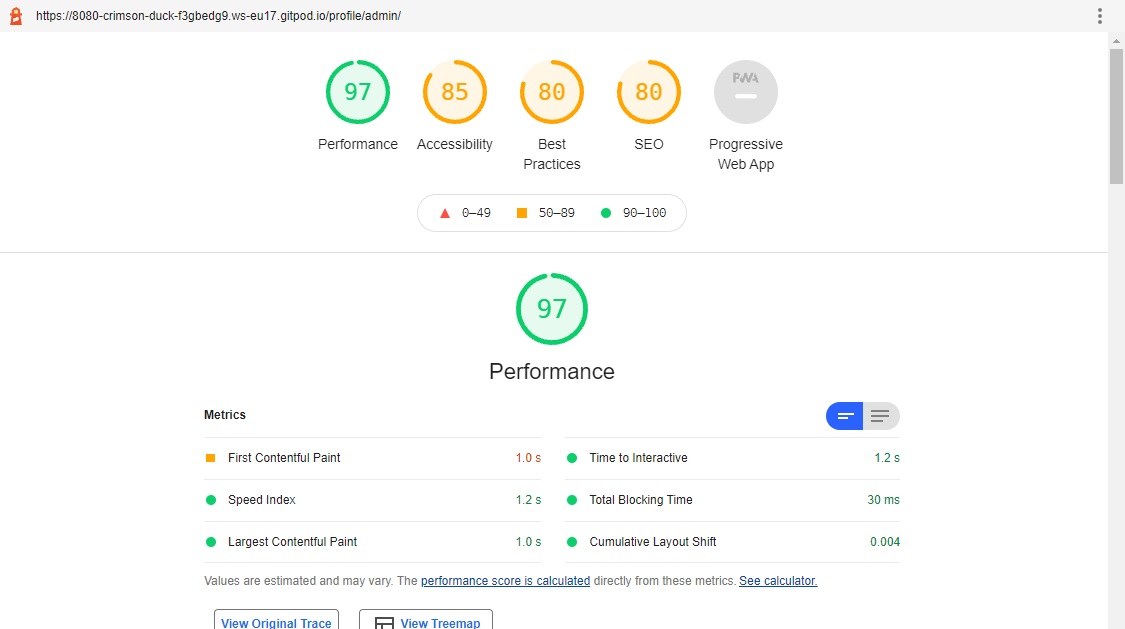 https://8080-crimson-duck-f3gbedg9.ws-eu17.gitpod.io/profile/admin/
97 85 80 80 PWA
Performance Accessibility Best Practices SEO Progressive Web App
0–49 50–89 90–100
97
Performance
Metrics
First Contentful Paint 1.0 s Time to Interactive 1.2 s
Speed Index 1.2 s Total Blocking Time 30 ms
Largest Contentful Paint 1.0 s Cumulative Layout Shift 0.004
Values are estimated and may vary. The performance score is calculated directly from these metrics. See calculator.
View Original Trace View Treemap